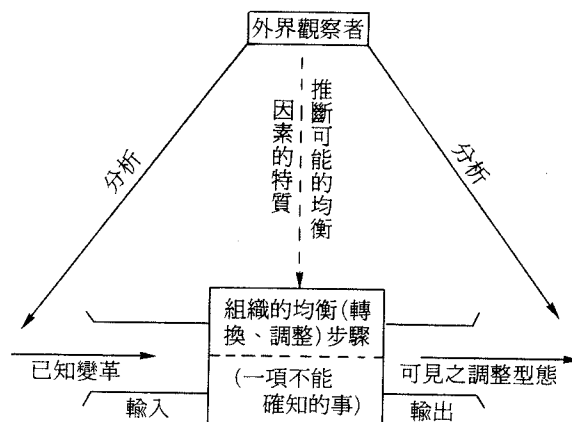 外界觀察者
推斷可能的均衡
因素的特質
分析
分析
組織的均衡(轉
換、調整)步驟
(一項不能
確知的事)
已知變革
可見之調整型態
輸入
輸出